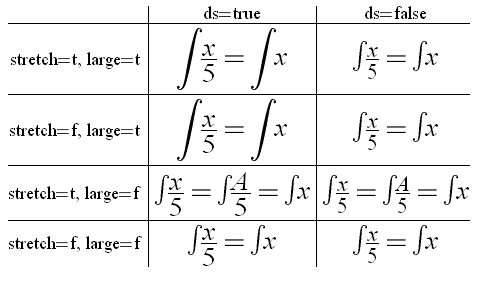 ds=true ds=false
stretch=t, large=t ∫x/5 = ∫x ∫x/5 = ∫x
stretch=f, large=t ∫x/5 = ∫x ∫x/5 = ∫x
stretch=t, large=f ∫x/5 = ∫A/5 = ∫x ∫x/5 = ∫A/5 = ∫x
stretch=f, large=f ∫x/5 = ∫x ∫x/5 = ∫x